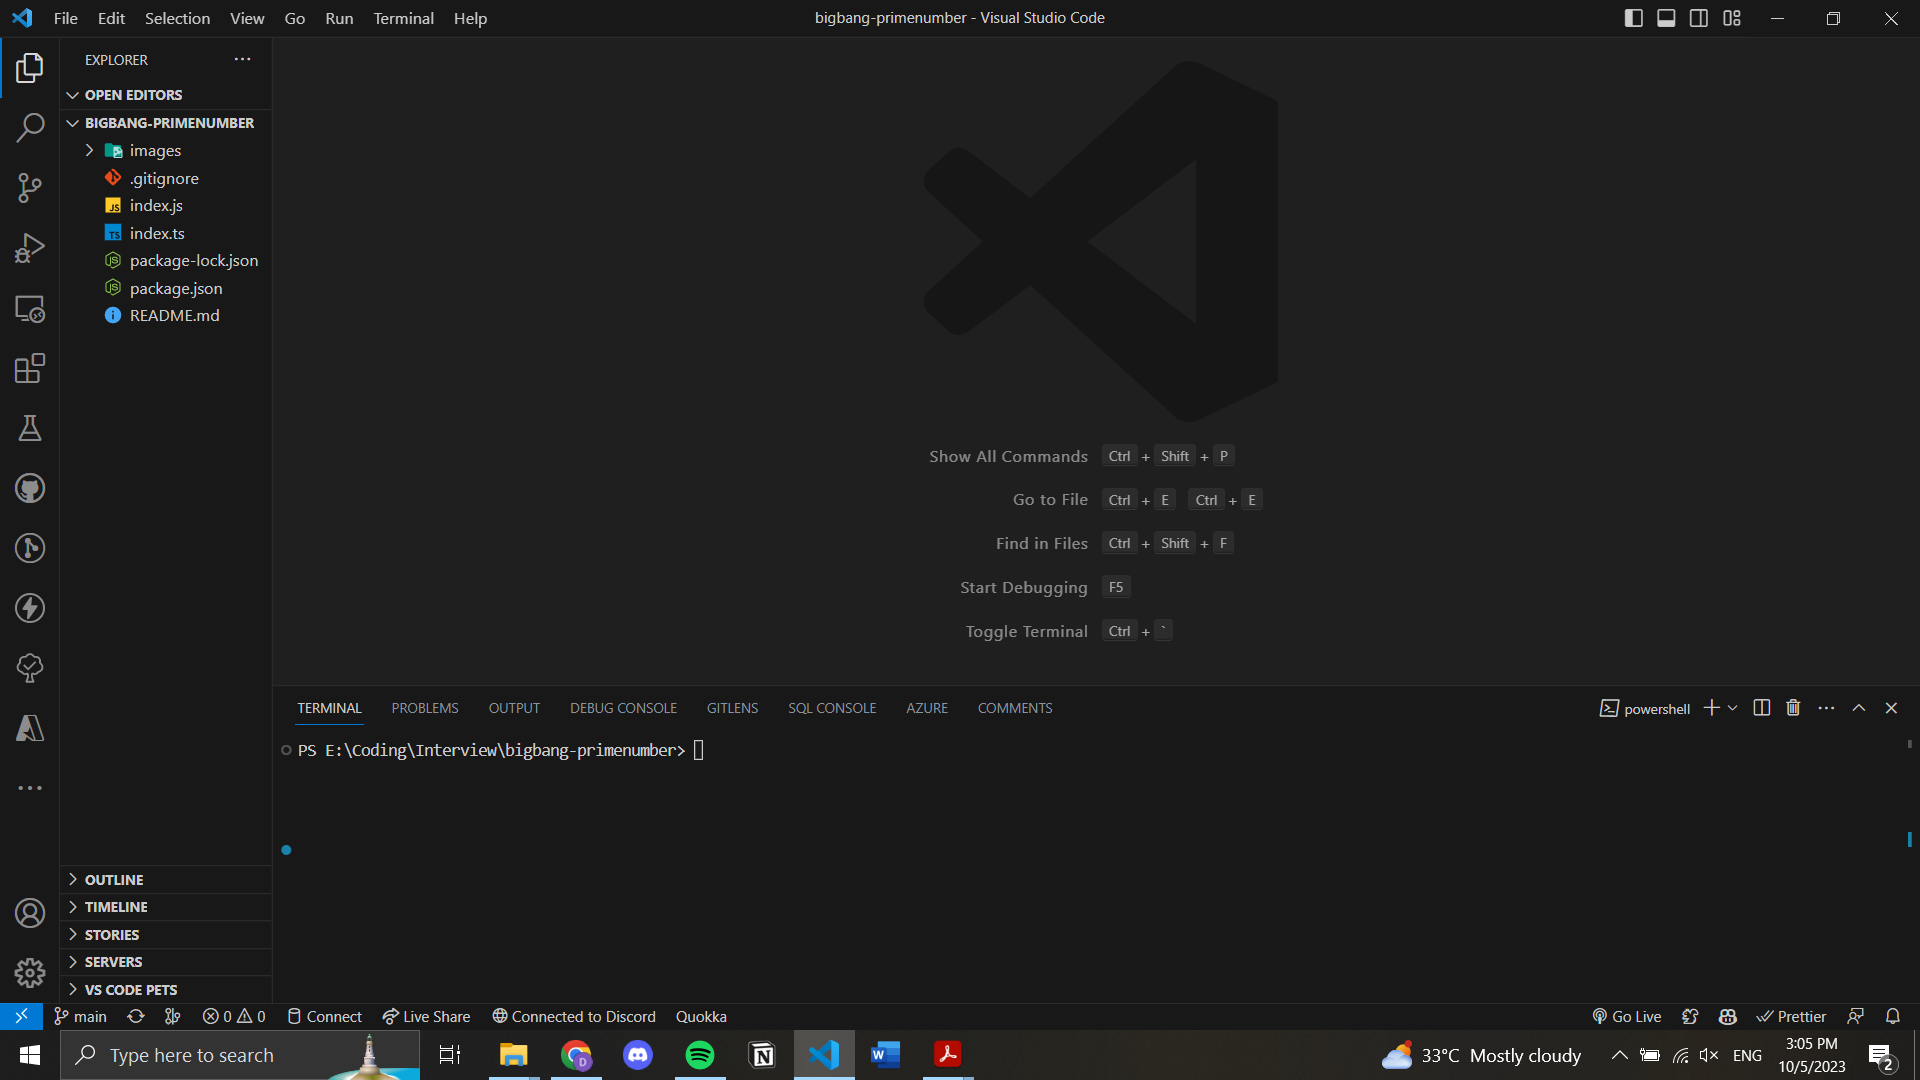 File Edit Selection View Go Run Terminal Help
bigbang-primenumber - Visual Studio Code
EXPLORER
OPEN EDITORS
BIGBANG-PRIMENUMBER
images
.gitignore
JS index.js
TS index.ts
package-lock.json
package.json
README.md
OUTLINE
TIMELINE
STORIES
SERVERS
VS CODE PETS
Show All Commands Ctrl + Shift + P
Go to File Ctrl + E Ctrl + E
Find in Files Ctrl + Shift + F
Start Debugging F5
Toggle Terminal Ctrl + `
TERMINAL PROBLEMS OUTPUT DEBUG CONSOLE GITLENS SQL CONSOLE AZURE COMMENTS
powershell
PS E:\Coding\Interview\bigbang-primenumber>
main 0 0 Connect Live Share Connected to Discord Quokka
Go Live Prettier
Type here to search
33°C Mostly cloudy
ENG
3:05 PM
10/5/2023
2